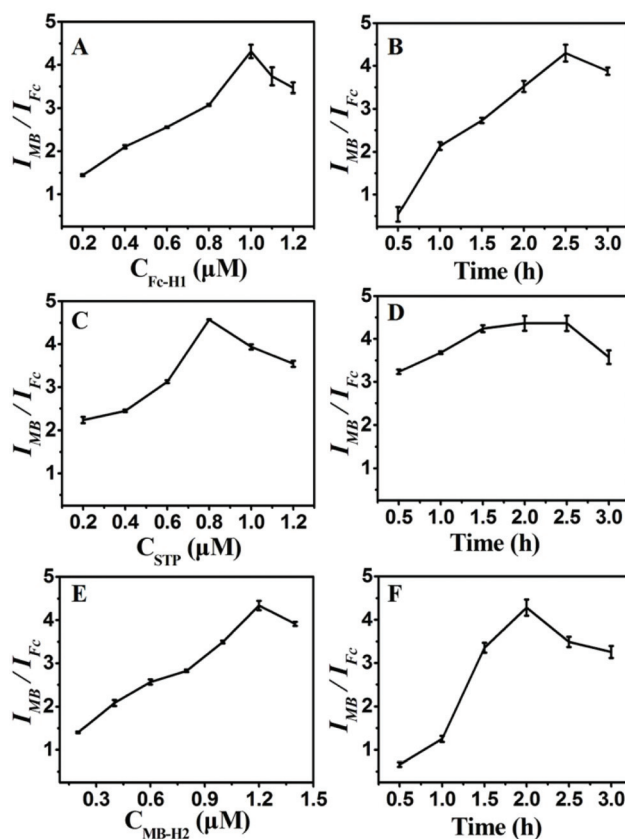 A
I_MB / I_Fc
5
4
3
2
1
0.2 0.4 0.6 0.8 1.0 1.2
C_Fc-H1 (μM)
B
I_MB / I_Fc
5
4
3
2
1
0.5 1.0 1.5 2.0 2.5 3.0
Time (h)
C
I_MB / I_Fc
5
4
3
2
1
0.2 0.4 0.6 0.8 1.0 1.2
C_STP (μM)
D
I_MB / I_Fc
5
4
3
2
1
0.5 1.0 1.5 2.0 2.5 3.0
Time (h)
E
I_MB / I_Fc
5
4
3
2
1
0.3 0.6 0.9 1.2 1.5
C_MB-H2 (μM)
F
I_MB / I_Fc
5
4
3
2
1
0.5 1.0 1.5 2.0 2.5 3.0
Time (h)